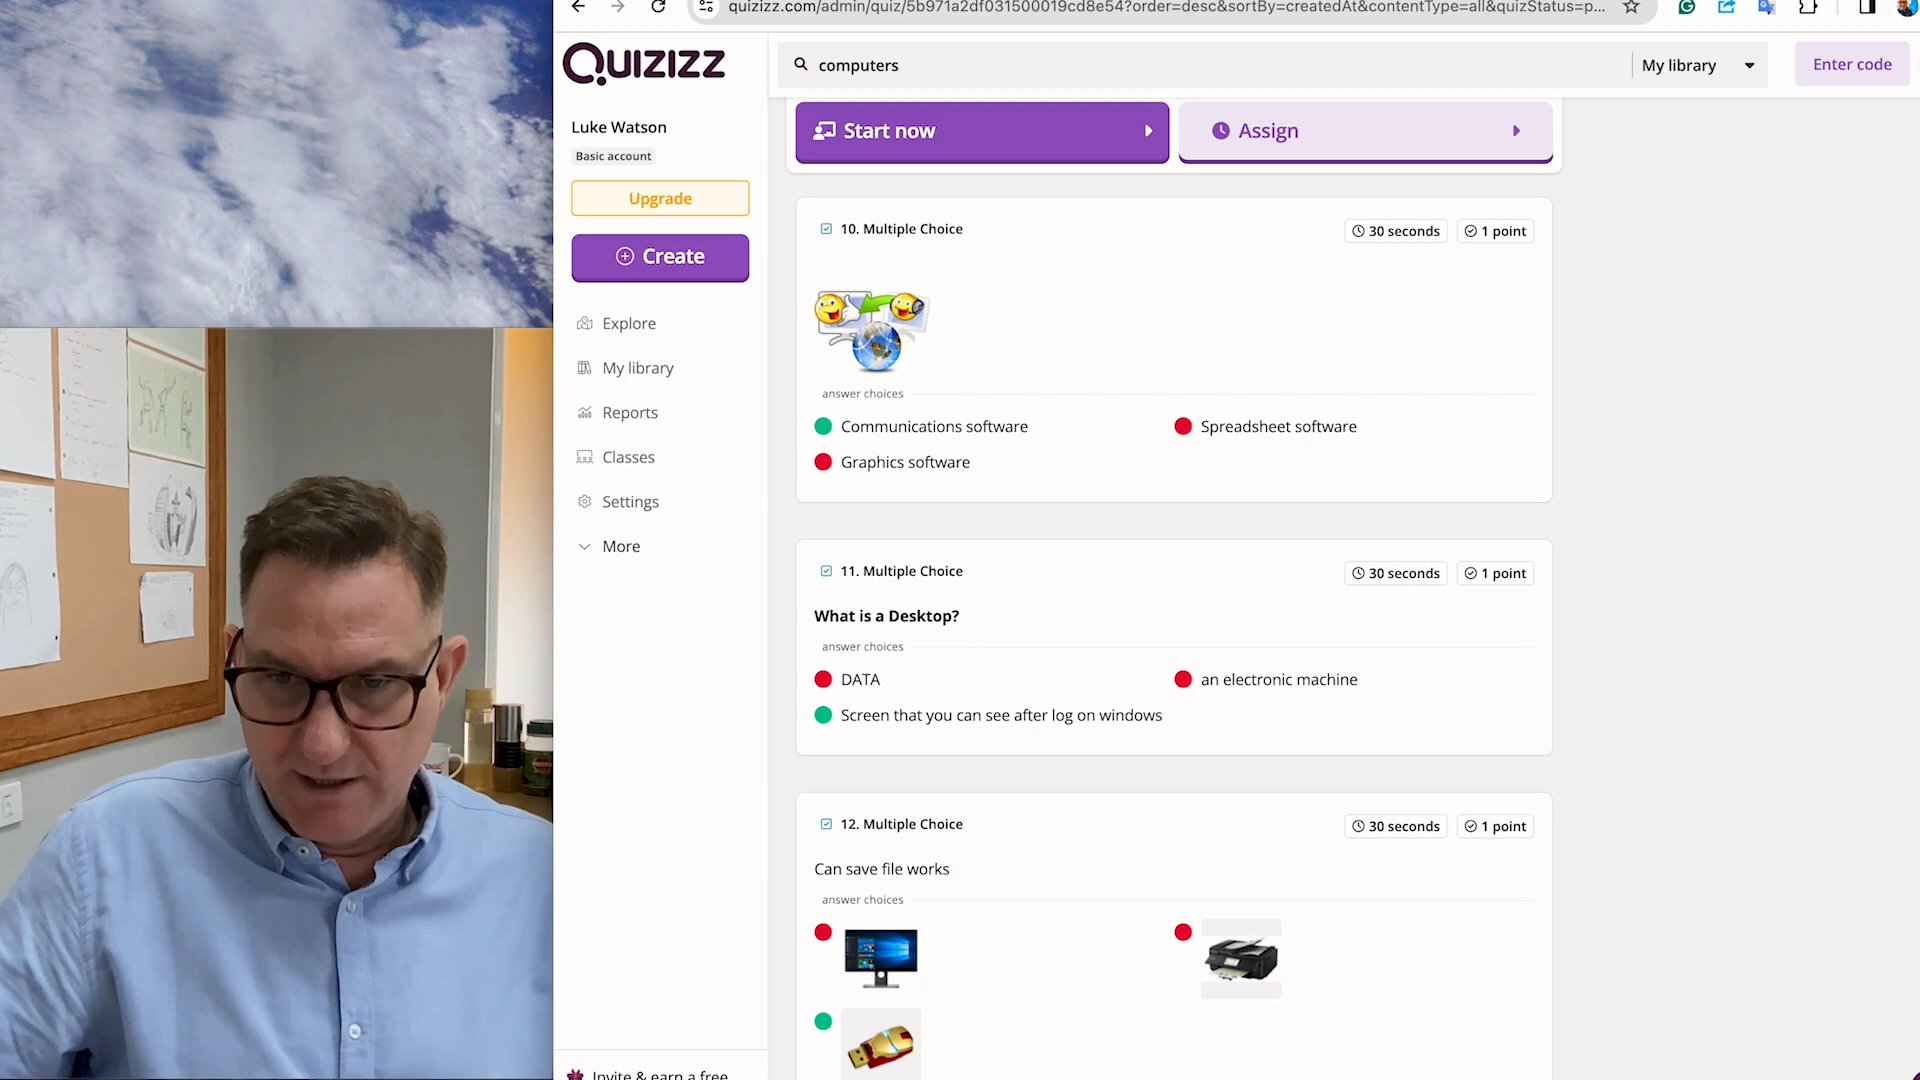 quizizz.com/admin/quiz/5b971a2df031500019cd8e54?order=desc&sortBy=createdAt&contentType=all&quizStatus=p...
QUIZIZZ
computers
My library
Enter code
Luke Watson
Basic account
Upgrade
Create
Explore
My library
Reports
Classes
Settings
More
Invite & earn a free
Start now
Assign
10. Multiple Choice
30 seconds
1 point
answer choices
Communications software
Spreadsheet software
Graphics software
11. Multiple Choice
30 seconds
1 point
What is a Desktop?
answer choices
DATA
an electronic machine
Screen that you can see after log on windows
12. Multiple Choice
30 seconds
1 point
Can save file works
answer choices